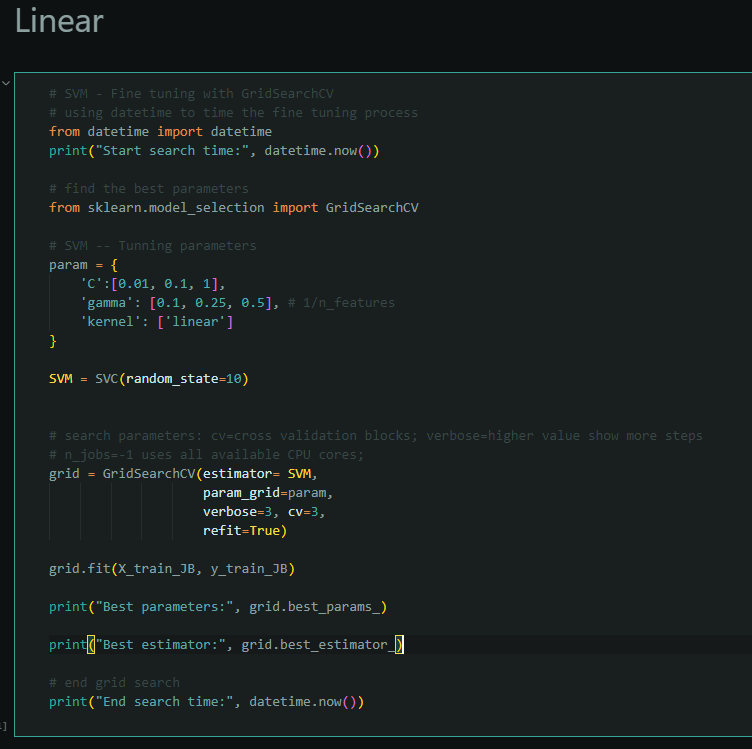 Linear
# SVM - Fine tuning with GridSearchCV
# using datetime to time the fine tuning process
from datetime import datetime
print("Start search time:", datetime.now())
# find the best parameters
from sklearn.model_selection import GridSearchCV
# SVM -- Tunning parameters
param = {
'C':[0.01, 0.1, 1],
'gamma': [0.1, 0.25, 0.5], # 1/n_features
'kernel': ['linear']
}
SVM = SVC(random_state=10)
# search parameters: cv=cross validation blocks; verbose=higher value show more steps
# n_jobs=-1 uses all available CPU cores;
grid = GridSearchCV(estimator= SVM,
param_grid=param,
verbose=3, cv=3,
refit=True)
grid.fit(X_train_JB, y_train_JB)
print("Best parameters:", grid.best_params_)
print("Best estimator:", grid.best_estimator_)
# end grid search
print("End search time:", datetime.now())
]